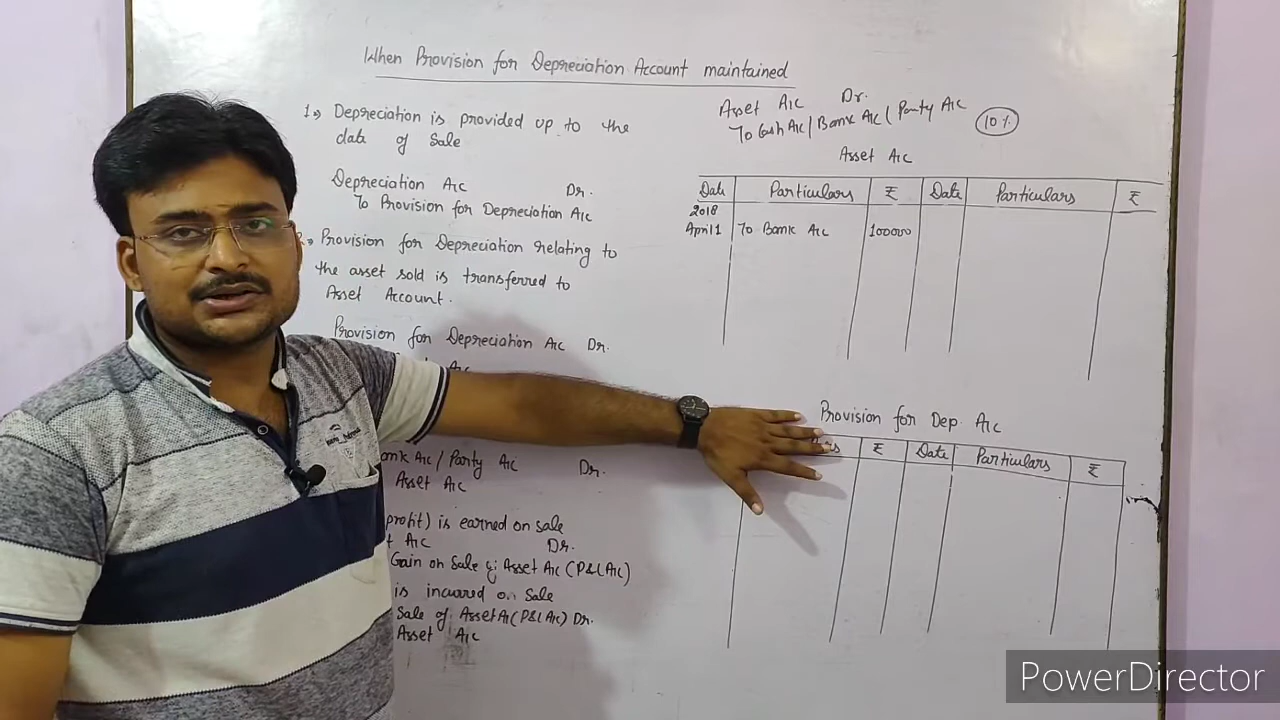 When Provision for Depreciation Account maintained
1) Depreciation is provided up to the
date of Sale
Depreciation A/c Dr.
To Provision for Depreciation A/c
Provision for Depreciation relating to
the asset sold is transferred to
Asset Account.
Provision for Depreciation A/c Dr.
A/c
Bank A/c / Party A/c Dr.
Asset A/c
profit) is earned on sale
A/c Dr.
Gain on Sale of Asset A/c (P&L A/c)
is incurred on Sale
Sale of Asset A/c (P&L A/c) Dr.
Asset A/c
Asset A/c Dr.
To Cash A/c / Bank A/c / Party A/c
10%
Asset A/c
Date Particulars ₹ Date Particulars ₹
2018
April 1 To Bank A/c 100000
Provision for Dep. A/c
₹ Date Particulars ₹
PowerDirector